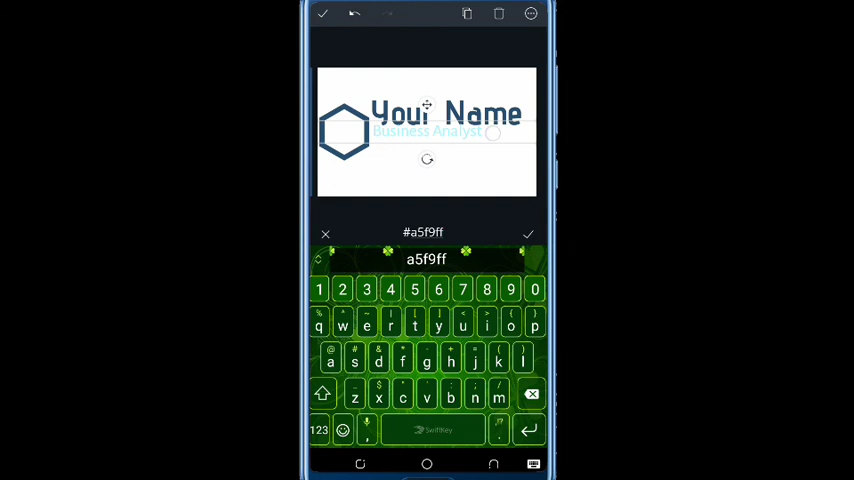 Your Name
Business Analyst
#a5f9ff
a5f9ff
1 2 3 4 5 6 7 8 9 0
q w e r t y u i o p
a s d f g h j k l
z x c v b n m
123 , SwiftKey .